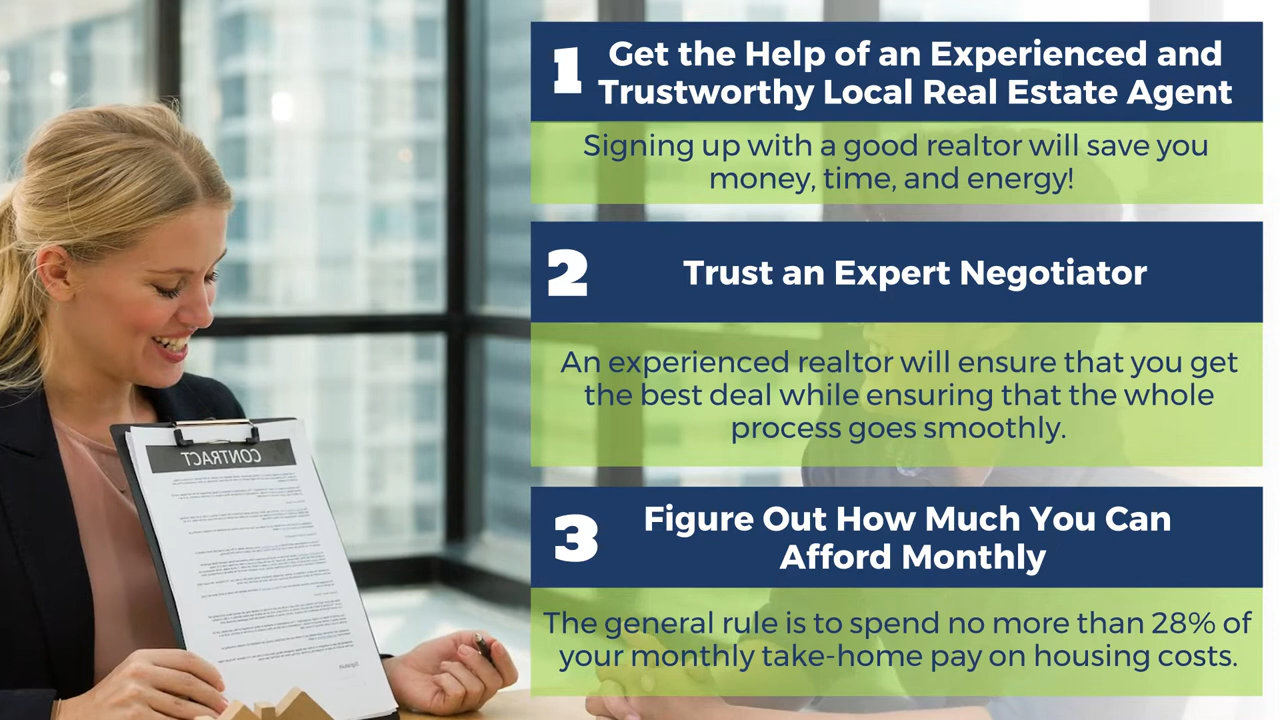 1
Get the Help of an Experienced and
Trustworthy Local Real Estate Agent
Signing up with a good realtor will save you
money, time, and energy!
2
Trust an Expert Negotiator
An experienced realtor will ensure that you get
the best deal while ensuring that the whole
process goes smoothly.
3
Figure Out How Much You Can
Afford Monthly
The general rule is to spend no more than 28% of
your monthly take-home pay on housing costs.
CONTRACT